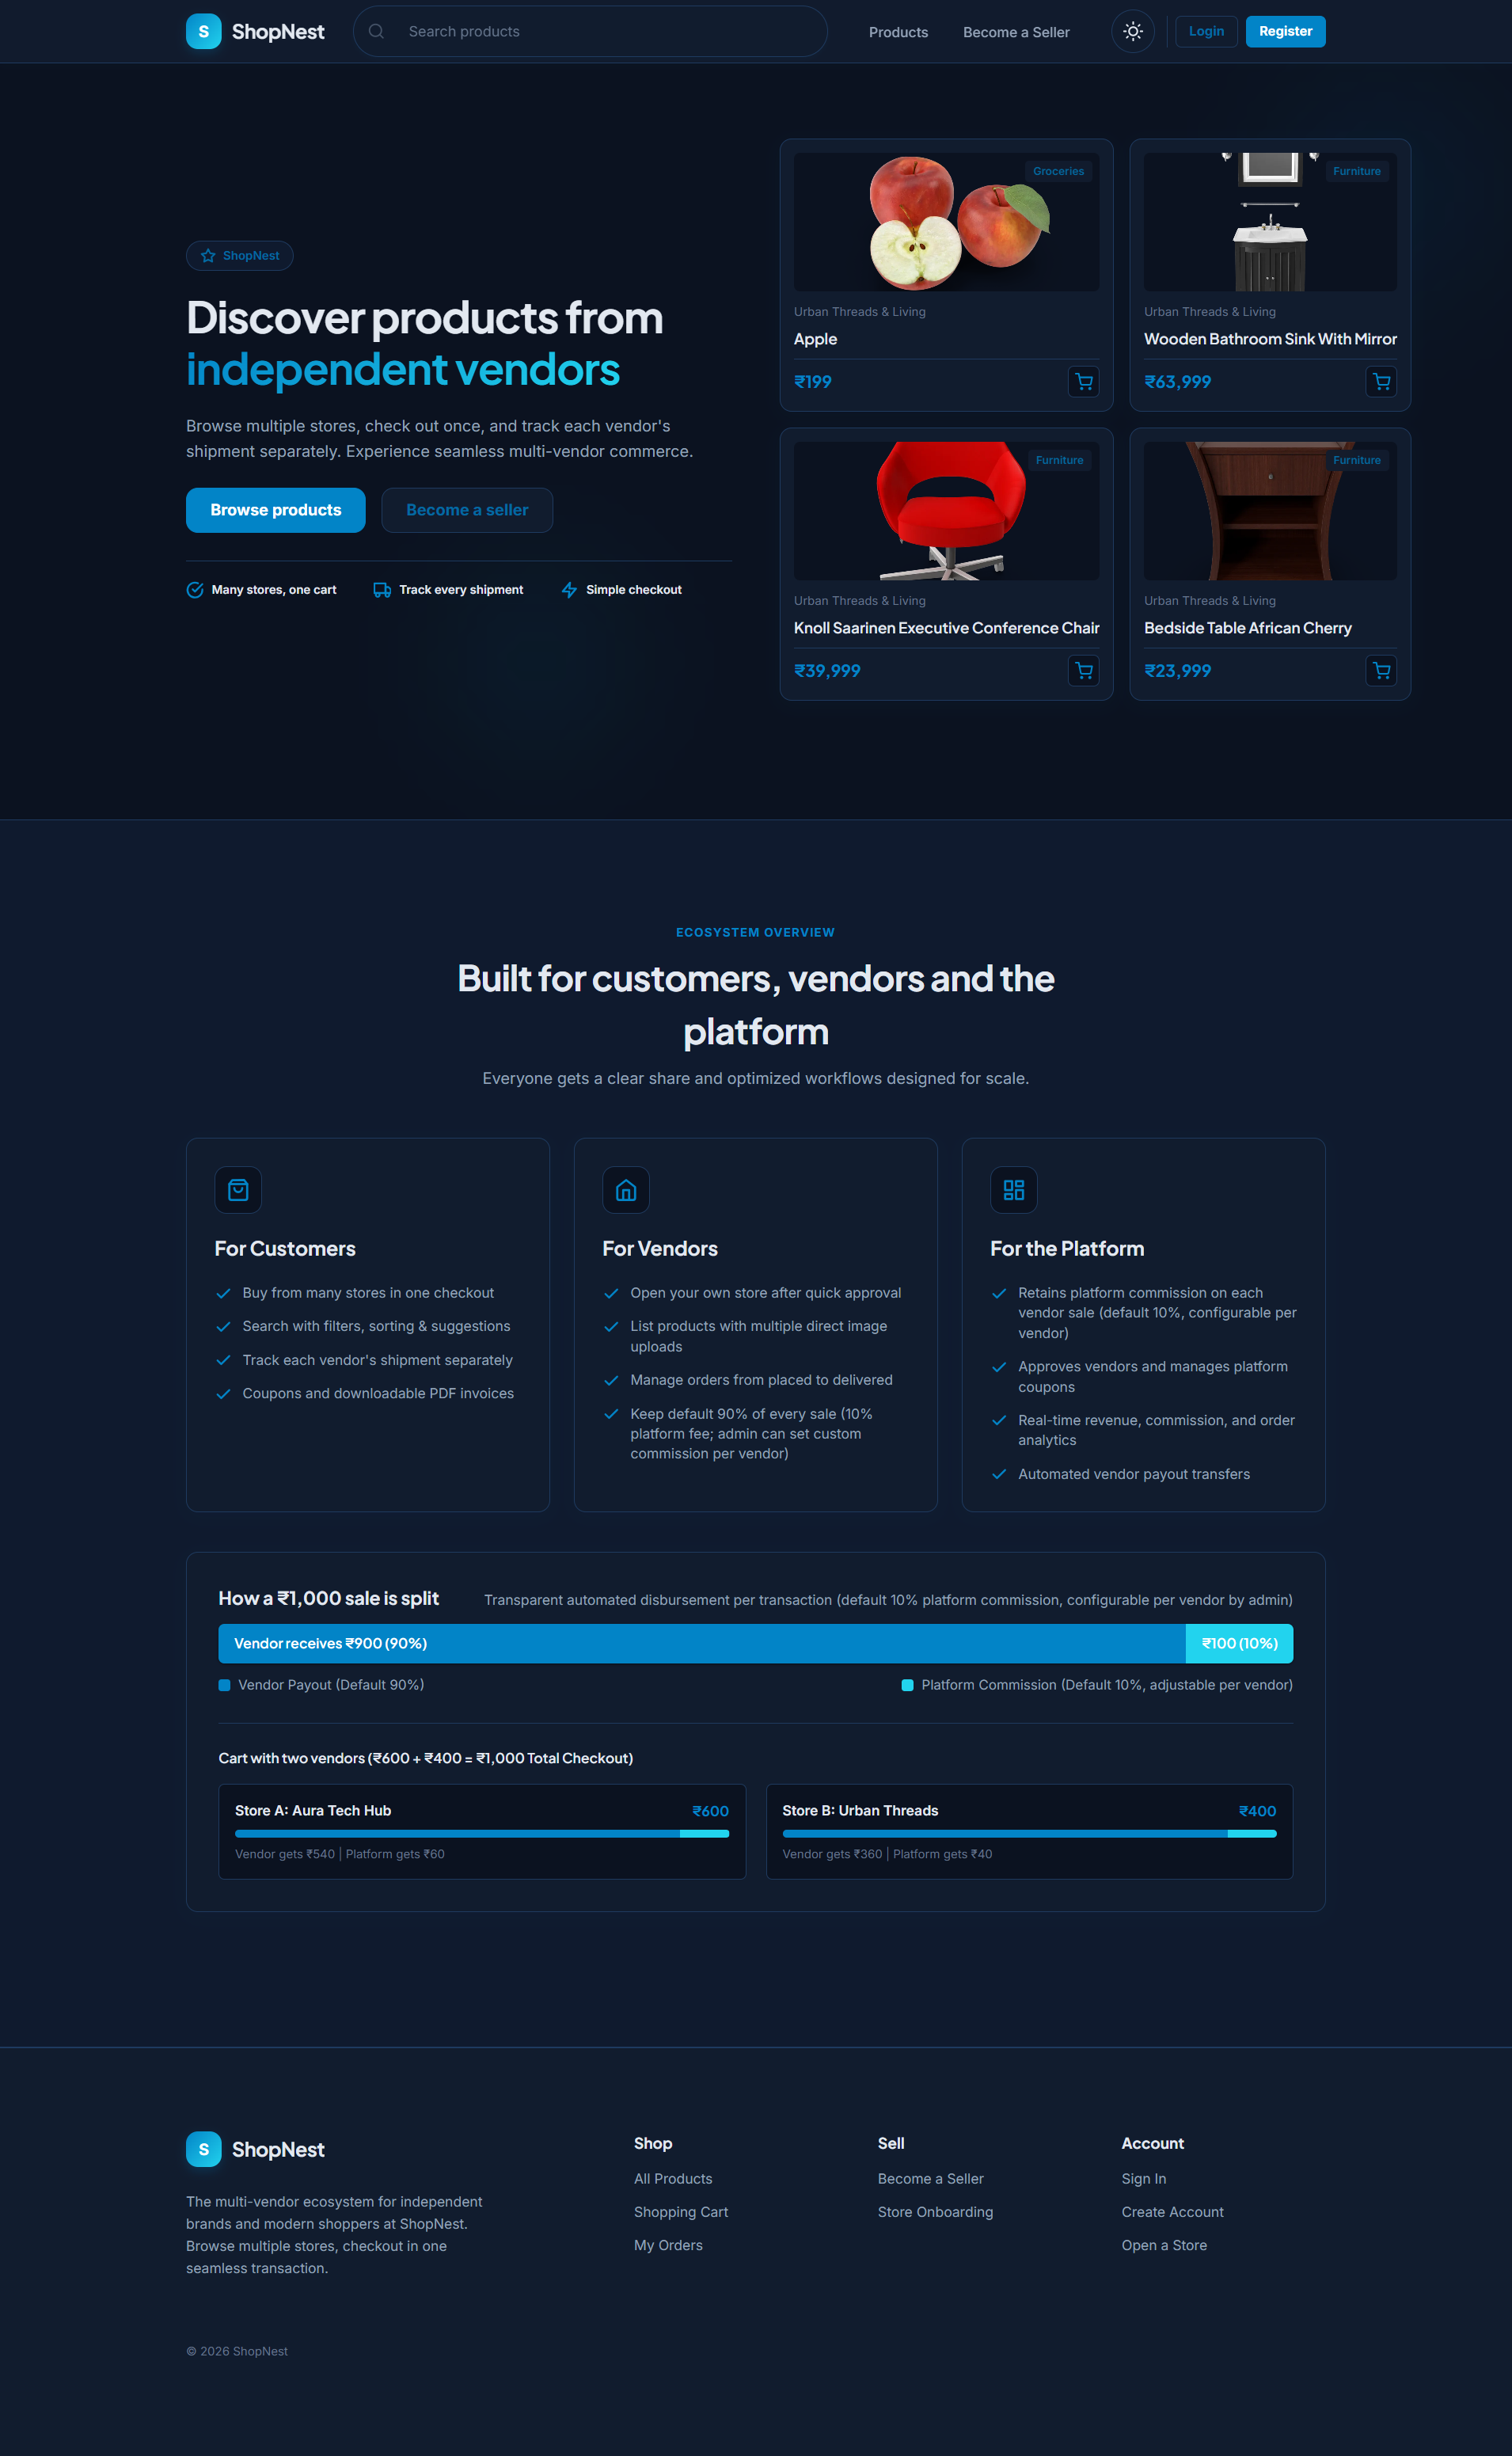 S ShopNest
Search products
Products
Become a Seller
Login
Register
ShopNest
Discover products from
independent vendors
Browse multiple stores, check out once, and track each vendor's
shipment separately. Experience seamless multi-vendor commerce.
Browse products
Become a seller
Many stores, one cart
Track every shipment
Simple checkout
Groceries
Urban Threads & Living
Apple
₹199
Furniture
Urban Threads & Living
Wooden Bathroom Sink With Mirror
₹63,999
Furniture
Urban Threads & Living
Knoll Saarinen Executive Conference Chair
₹39,999
Furniture
Urban Threads & Living
Bedside Table African Cherry
₹23,999
ECOSYSTEM OVERVIEW
Built for customers, vendors and the
platform
Everyone gets a clear share and optimized workflows designed for scale.
For Customers
Buy from many stores in one checkout
Search with filters, sorting & suggestions
Track each vendor's shipment separately
Coupons and downloadable PDF invoices
For Vendors
Open your own store after quick approval
List products with multiple direct image
uploads
Manage orders from placed to delivered
Keep default 90% of every sale (10%
platform fee; admin can set custom
commission per vendor)
For the Platform
Retains platform commission on each
vendor sale (default 10%, configurable per
vendor)
Approves vendors and manages platform
coupons
Real-time revenue, commission, and order
analytics
Automated vendor payout transfers
How a ₹1,000 sale is split
Transparent automated disbursement per transaction (default 10% platform commission, configurable per vendor by admin)
Vendor receives ₹900 (90%)
₹100 (10%)
Vendor Payout (Default 90%)
Platform Commission (Default 10%, adjustable per vendor)
Cart with two vendors (₹600 + ₹400 = ₹1,000 Total Checkout)
Store A: Aura Tech Hub
₹600
Vendor gets ₹540 | Platform gets ₹60
Store B: Urban Threads
₹400
Vendor gets ₹360 | Platform gets ₹40
S ShopNest
The multi-vendor ecosystem for independent
brands and modern shoppers at ShopNest.
Browse multiple stores, checkout in one
seamless transaction.
Shop
All Products
Shopping Cart
My Orders
Sell
Become a Seller
Store Onboarding
Account
Sign In
Create Account
Open a Store
© 2026 ShopNest